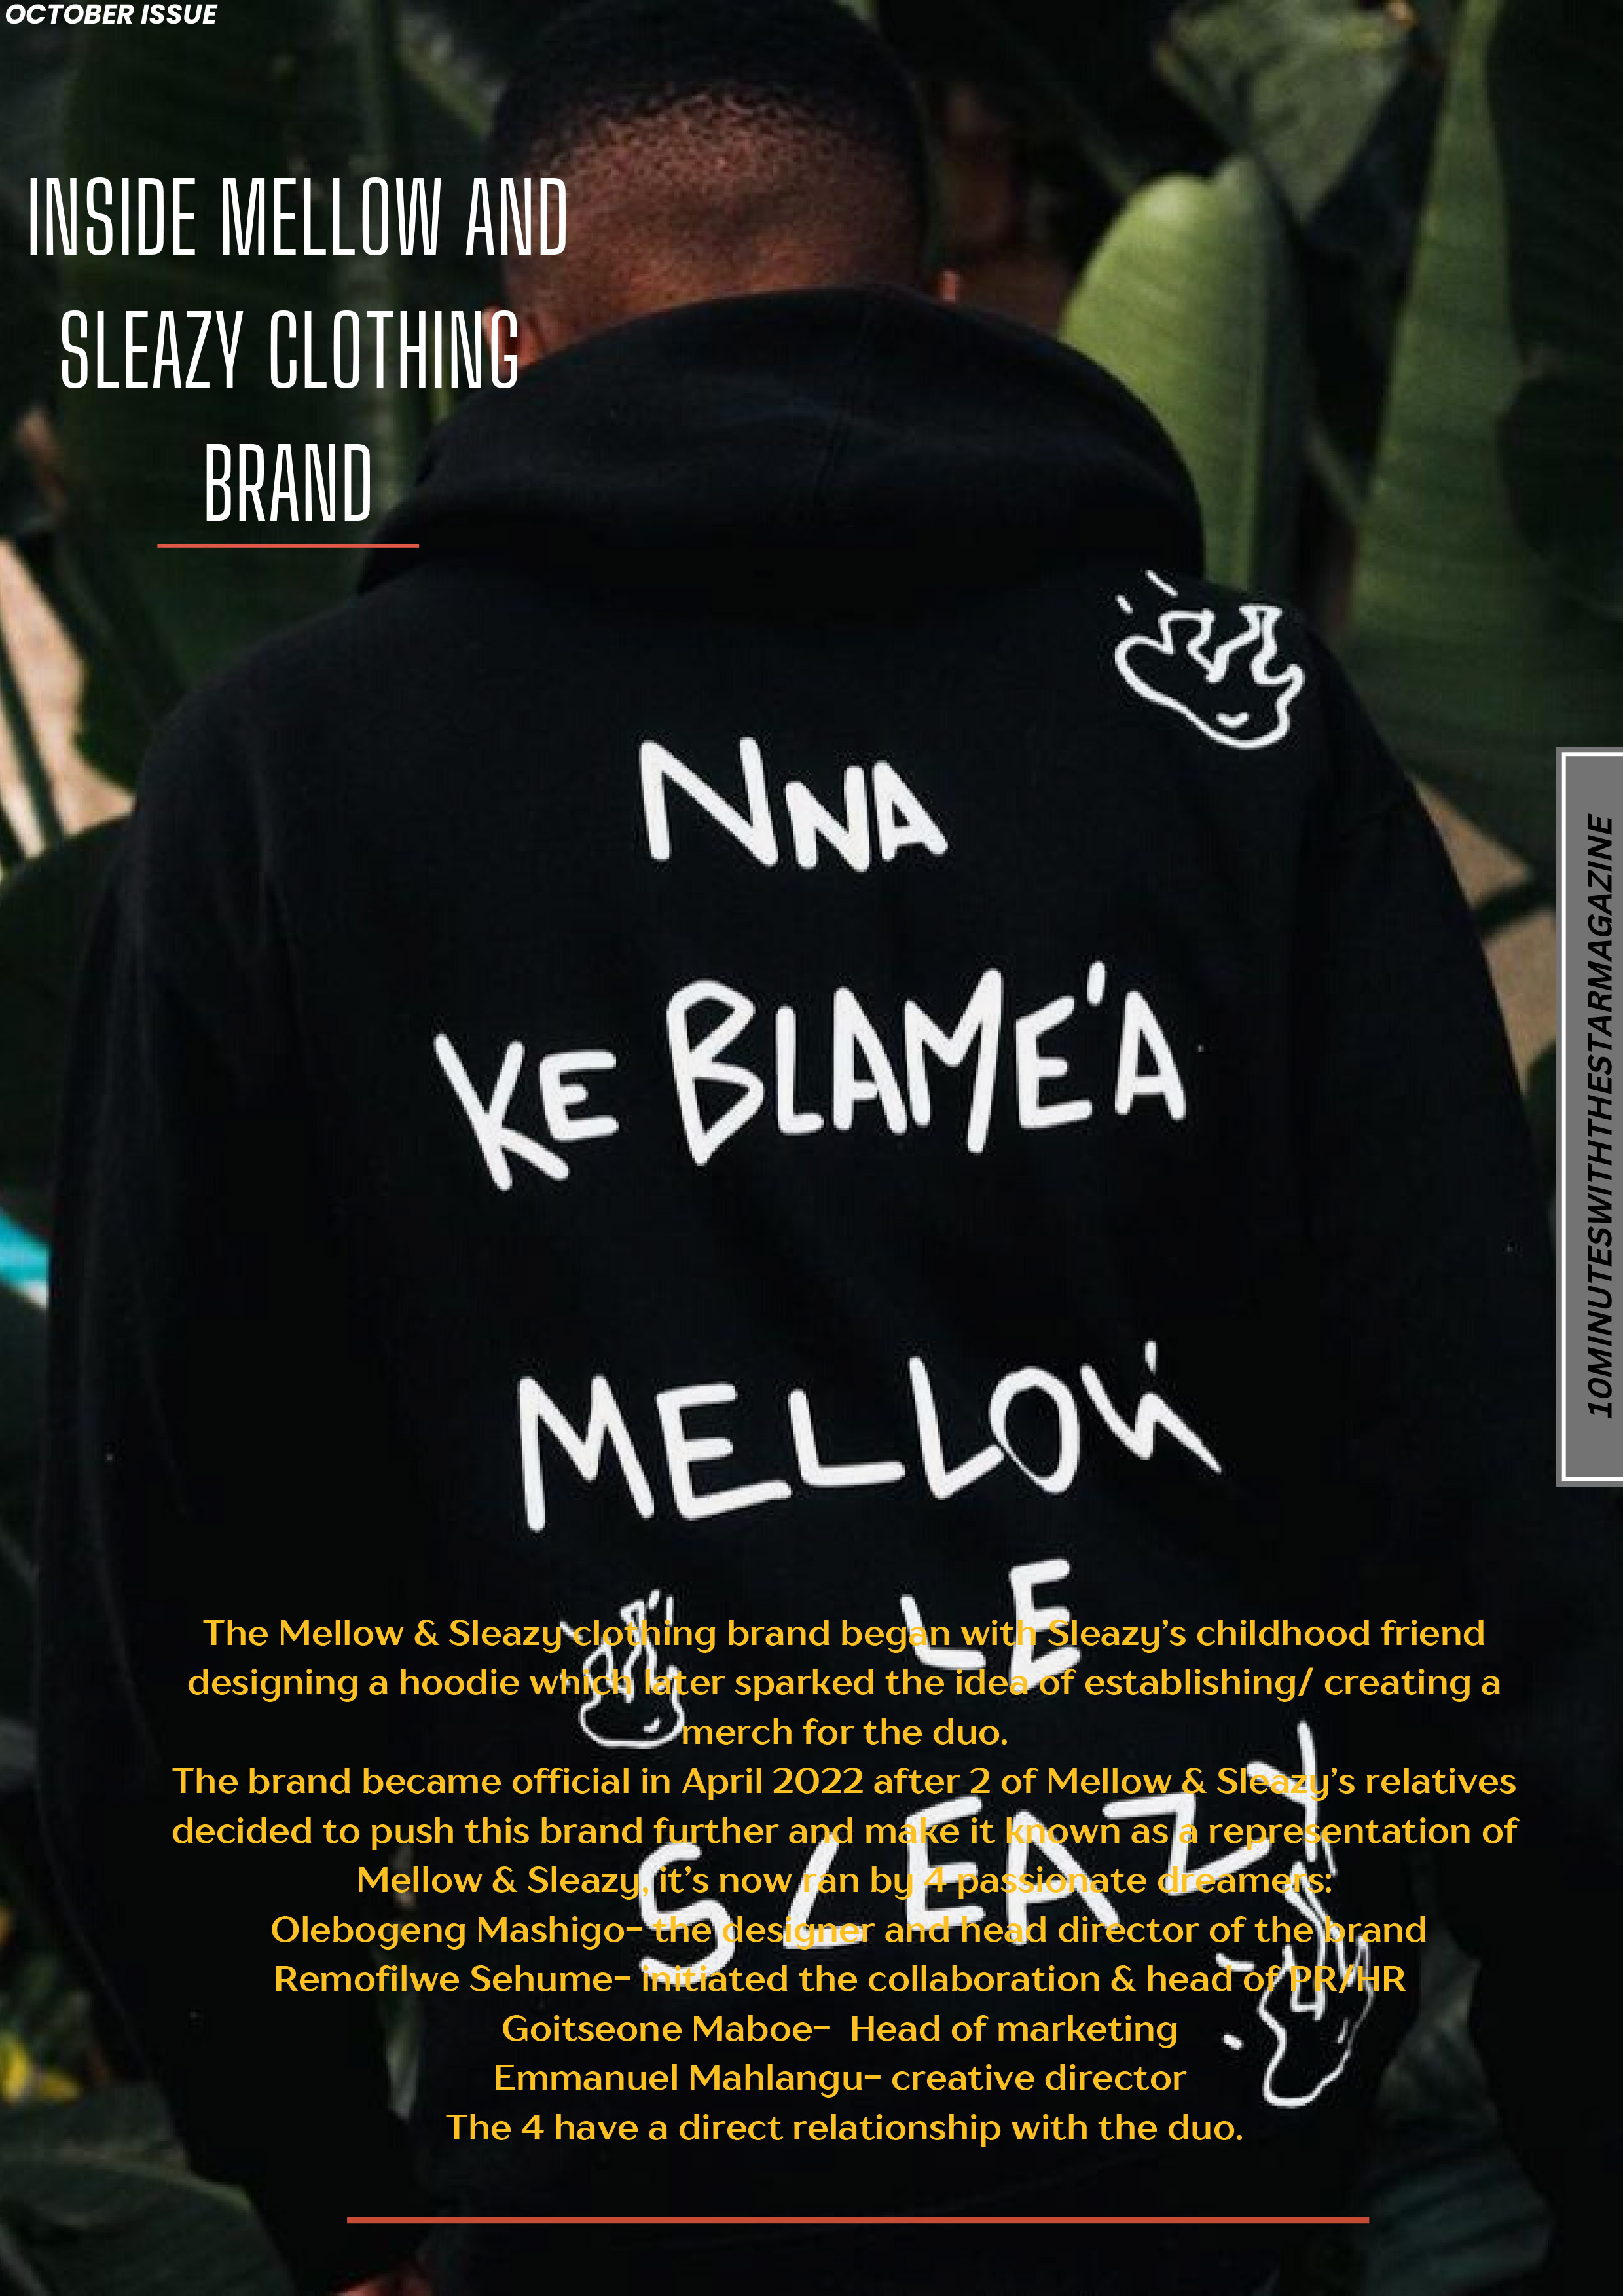 OCTOBER ISSUE
INSIDE MELLOW AND
SLEAZY CLOTHING
BRAND
NNA
KE BLAME'A
MELLOW
LE
SLEAZY
10MINUTESWITHTHESTARMAGAZINE
The Mellow & Sleazy clothing brand began with Sleazy’s childhood friend
designing a hoodie which later sparked the idea of establishing/ creating a
merch for the duo.
The brand became official in April 2022 after 2 of Mellow & Sleazy’s relatives
decided to push this brand further and make it known as a representation of
Mellow & Sleazy, it’s now ran by 4 passionate dreamers:
Olebogeng Mashigo– the designer and head director of the brand
Remofilwe Sehume– initiated the collaboration & head of PR/HR
Goitseone Maboe–  Head of marketing
Emmanuel Mahlangu– creative director
The 4 have a direct relationship with the duo.